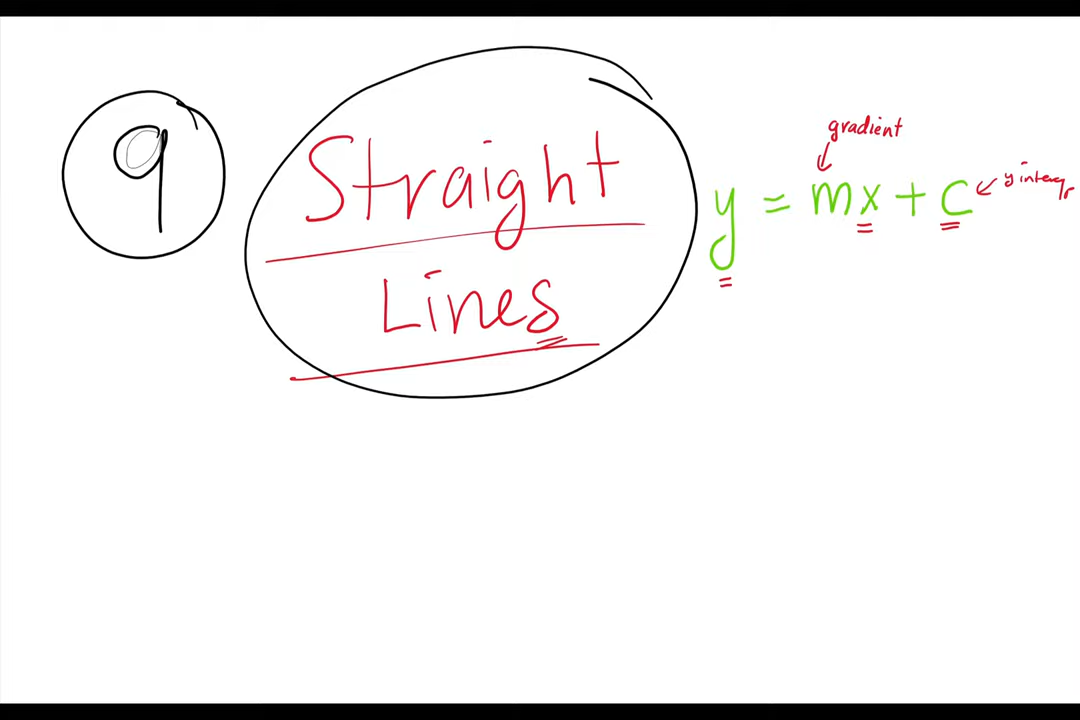 9
Straight
Lines
gradient
y = mx + c
y